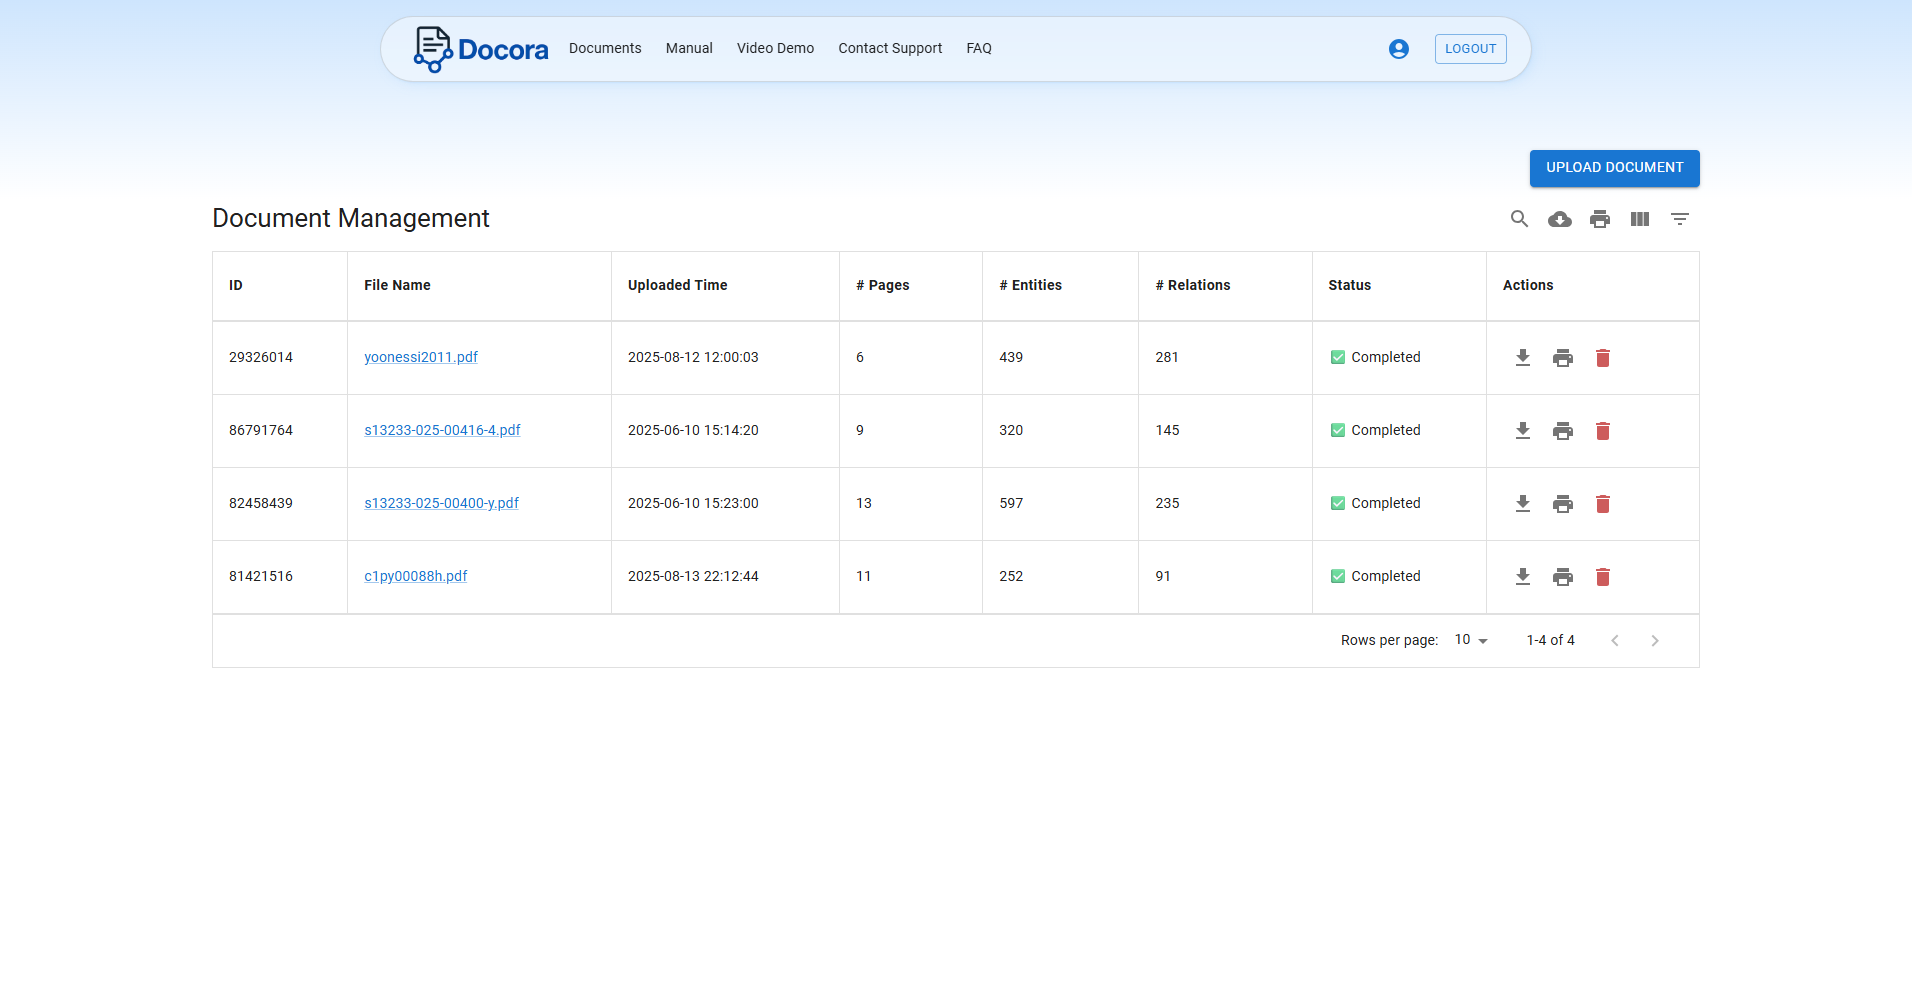 Docora Documents Manual Video Demo Contact Support FAQ LOGOUT
UPLOAD DOCUMENT
Document Management
ID File Name Uploaded Time # Pages # Entities # Relations Status Actions
29326014 yoonessi2011.pdf 2025-08-12 12:00:03 6 439 281 ✅ Completed
86791764 s13233-025-00416-4.pdf 2025-06-10 15:14:20 9 320 145 ✅ Completed
82458439 s13233-025-00400-y.pdf 2025-06-10 15:23:00 13 597 235 ✅ Completed
81421516 c1py00088h.pdf 2025-08-13 22:12:44 11 252 91 ✅ Completed
Rows per page: 10 1-4 of 4